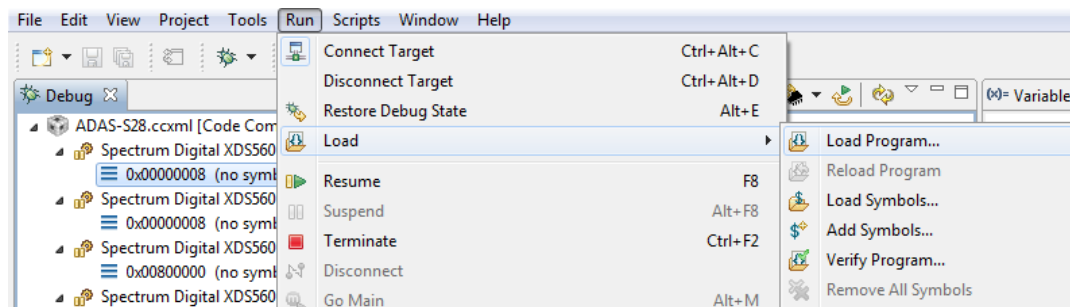 File Edit View Project Tools Run Scripts Window Help
Connect Target Ctrl+Alt+C
Disconnect Target Ctrl+Alt+D
Restore Debug State Alt+E
Load
Resume F8
Suspend Alt+F8
Terminate Ctrl+F2
Disconnect
Go Main Alt+M
Load Program...
Reload Program
Load Symbols...
Add Symbols...
Verify Program...
Remove All Symbols
Debug
ADAS-S28.ccxml [Code Com
Spectrum Digital XDS560
0x00000008 (no symb
Spectrum Digital XDS560
0x00000008 (no symb
Spectrum Digital XDS560
0x00800000 (no symb
Spectrum Digital XDS560
(x)= Variable